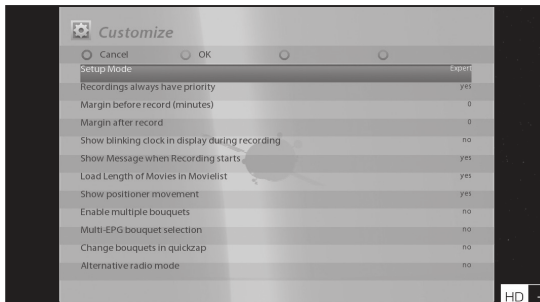 Customize
Cancel OK
Setup Mode Expert
Recordings always have priority yes
Margin before record (minutes) 0
Margin after record 0
Show blinking clock in display during recording no
Show Message when Recording starts yes
Load Length of Movies in Movielist yes
Show positioner movement yes
Enable multiple bouquets no
Multi-EPG bouquet selection no
Change bouquets in quickzap no
Alternative radio mode no
HD